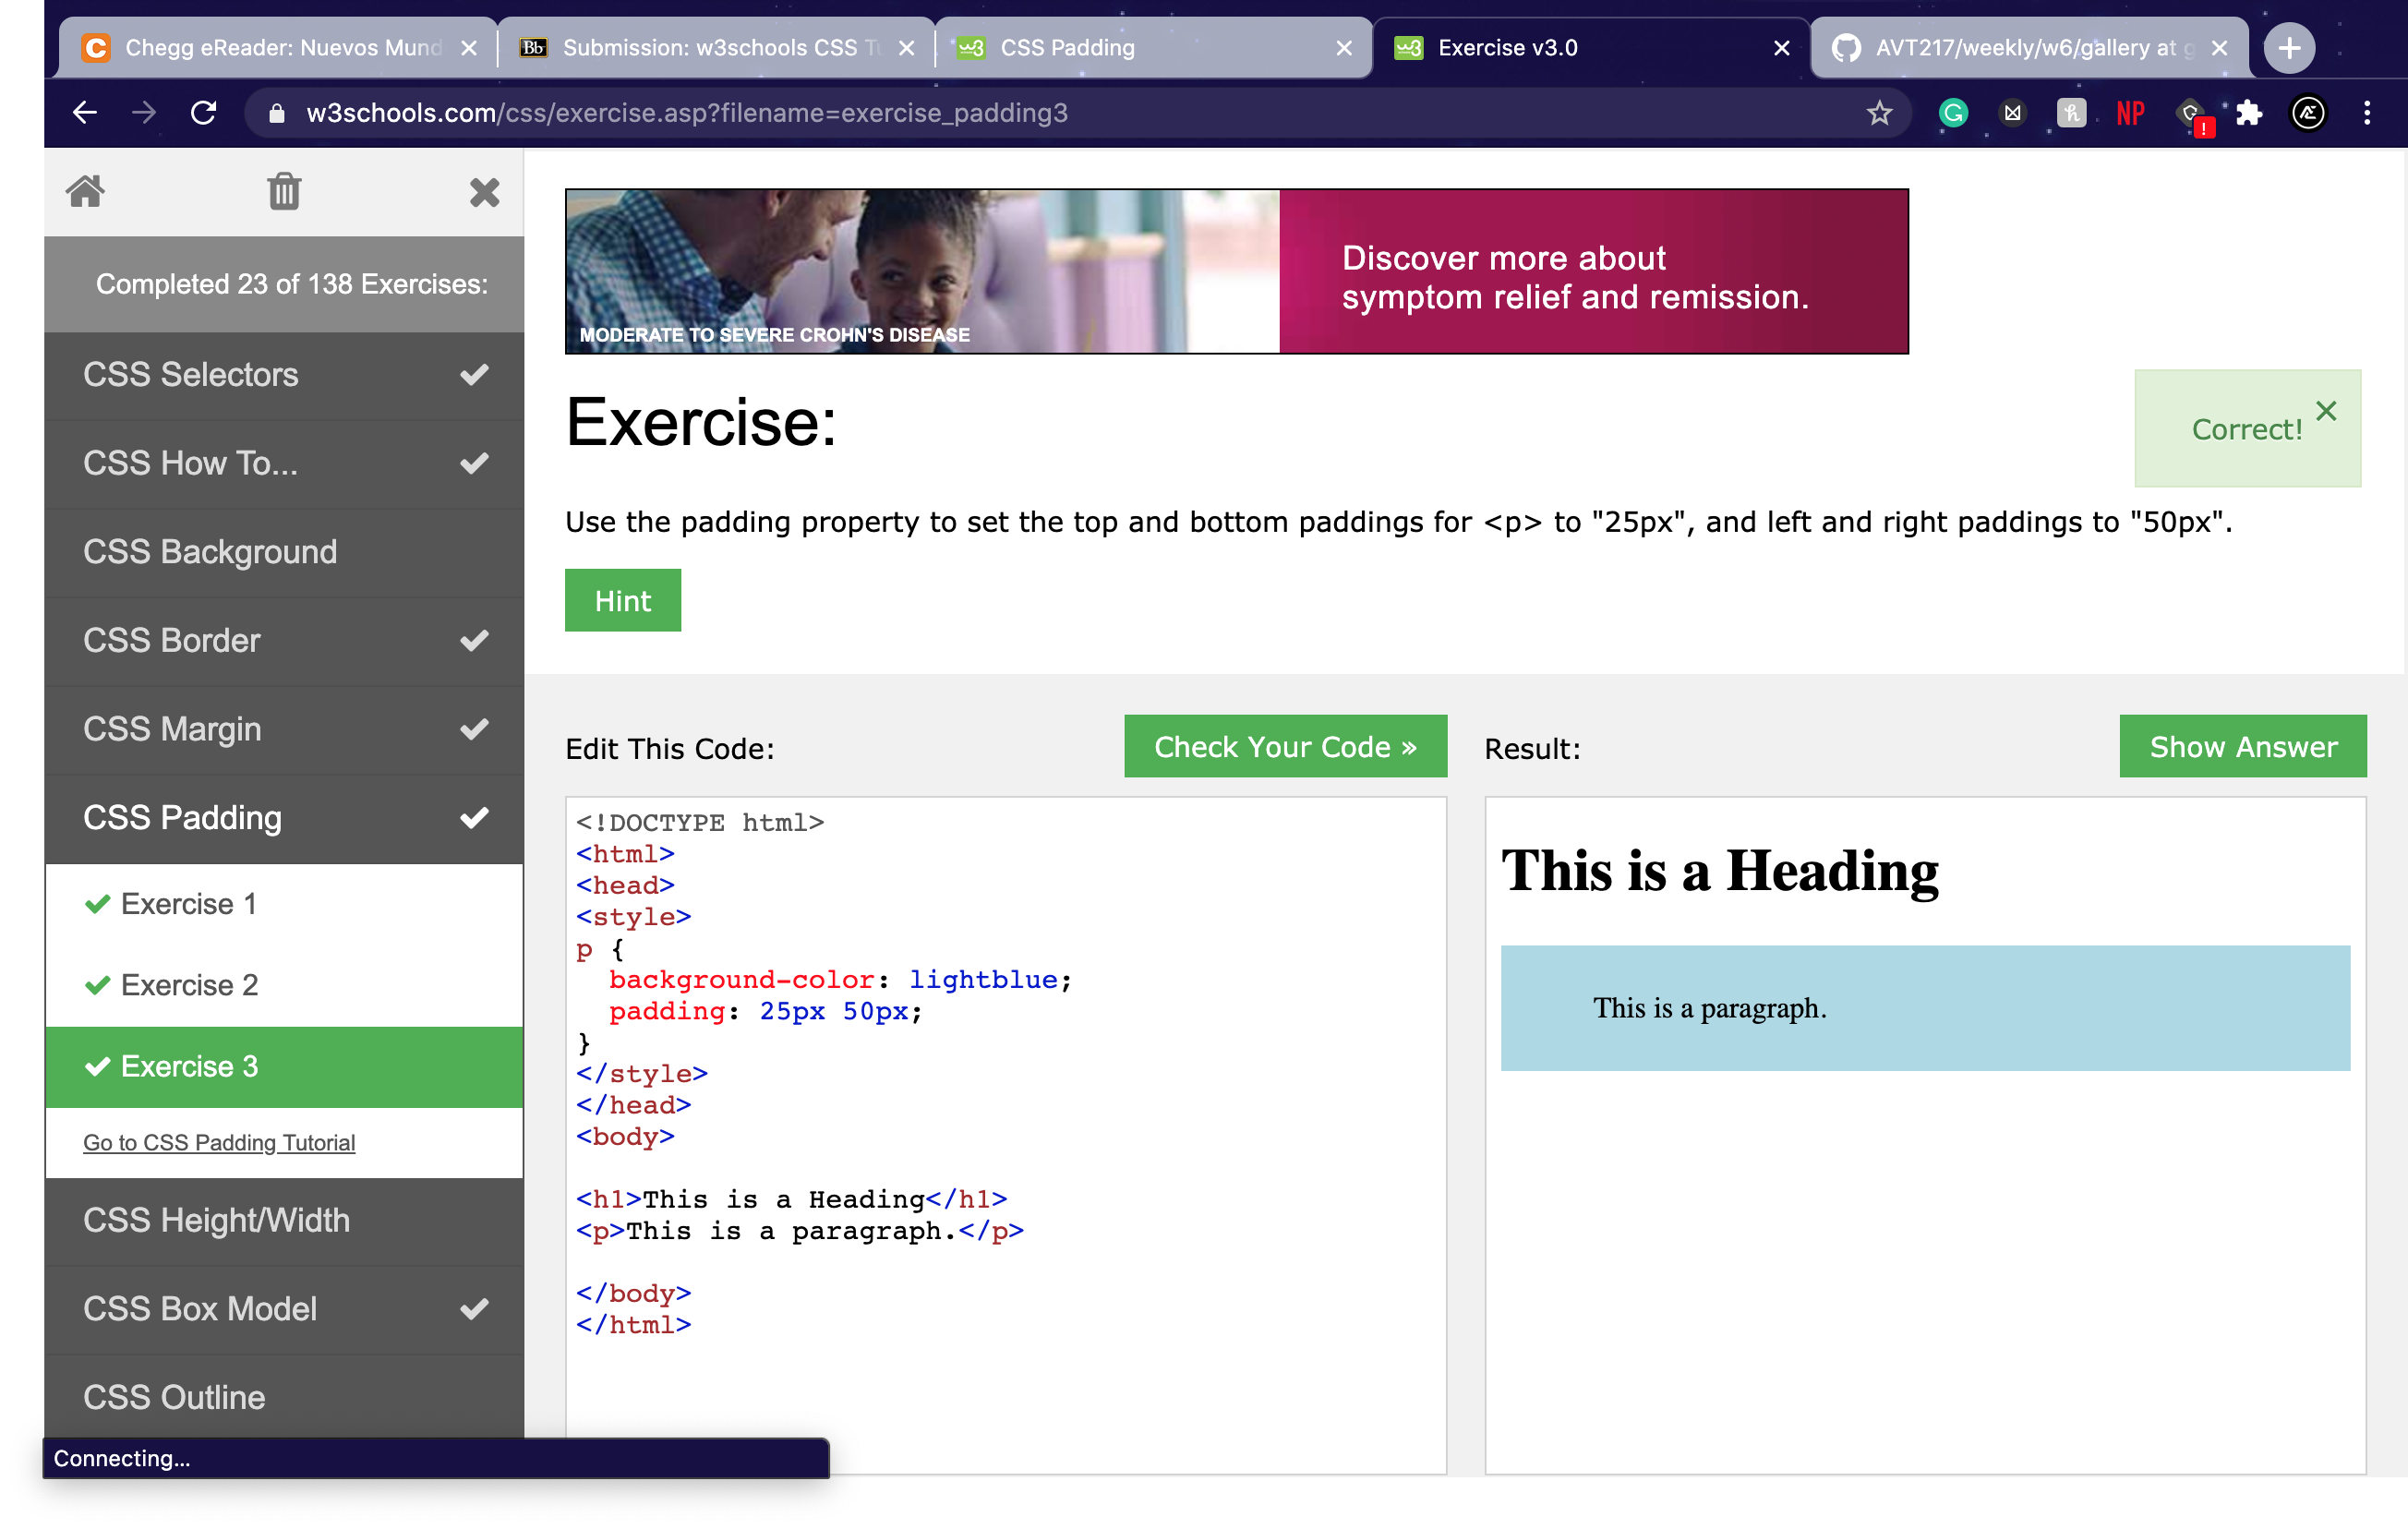 Chegg eReader: Nuevos Mund
Submission: w3schools CSS Tu
CSS Padding
Exercise v3.0
AVT217/weekly/w6/gallery at g
w3schools.com/css/exercise.asp?filename=exercise_padding3
NP
Completed 23 of 138 Exercises:
CSS Selectors
CSS How To...
CSS Background
CSS Border
CSS Margin
CSS Padding
Exercise 1
Exercise 2
Exercise 3
Go to CSS Padding Tutorial
CSS Height/Width
CSS Box Model
CSS Outline
Connecting...
MODERATE TO SEVERE CROHN'S DISEASE
Discover more about
symptom relief and remission.
Exercise:
Correct!
Use the padding property to set the top and bottom paddings for <p> to "25px", and left and right paddings to "50px".
Hint
Edit This Code:
Check Your Code »
<!DOCTYPE html>
<html>
<head>
<style>
p {
  background-color: lightblue;
  padding: 25px 50px;
}
</style>
</head>
<body>
<h1>This is a Heading</h1>
<p>This is a paragraph.</p>
</body>
</html>
Result:
Show Answer
This is a Heading
This is a paragraph.